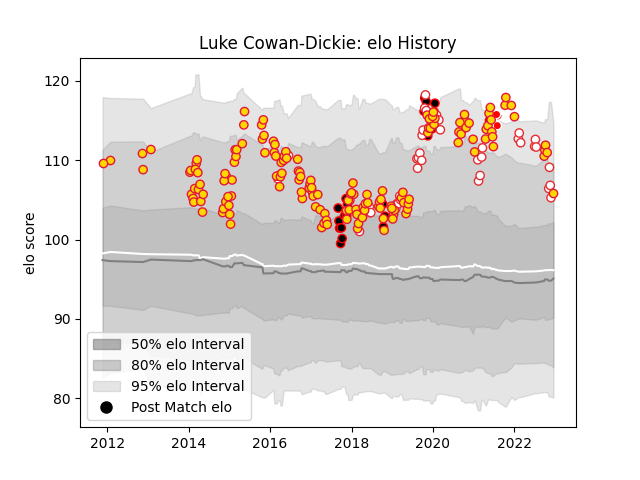 Luke Cowan-Dickie: elo History
elo score
120
110
100
90
80
50% elo Interval
80% elo Interval
95% elo Interval
Post Match elo
2012 2014 2016 2018 2020 2022